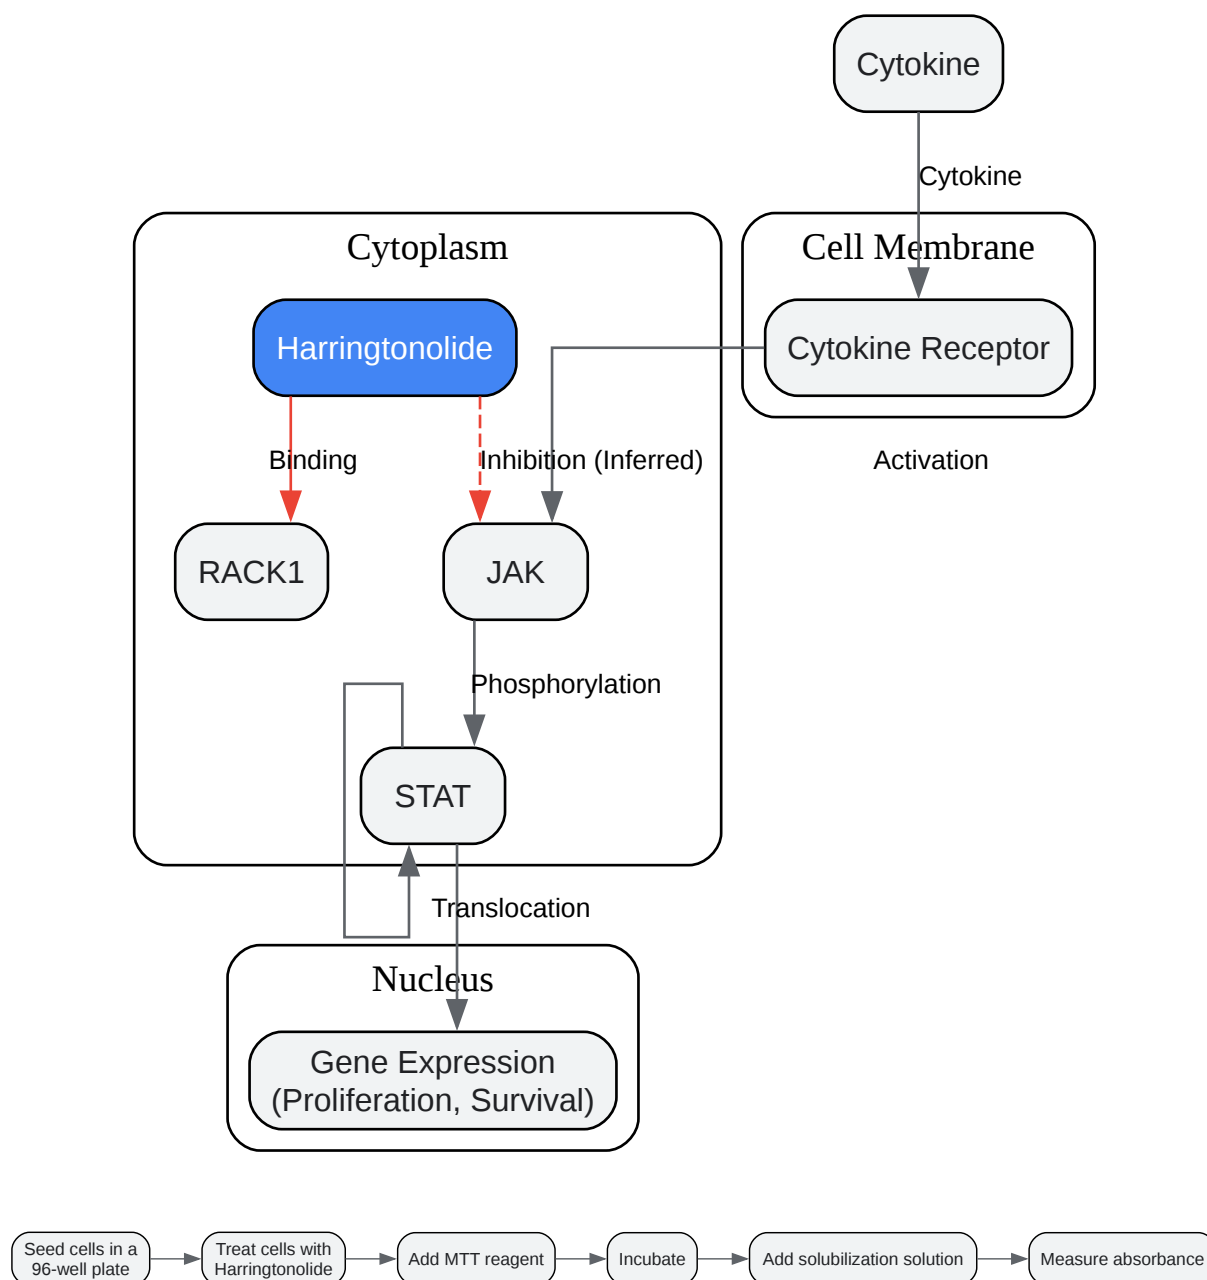 Cytokine
Cytokine
Cytoplasm
Cell Membrane
Harringtonolide
Cytokine Receptor
Binding
Inhibition (Inferred)
Activation
RACK1
JAK
Phosphorylation
STAT
Translocation
Nucleus
Gene Expression
(Proliferation, Survival)
Seed cells in a
96-well plate
Treat cells with
Harringtonolide
Add MTT reagent
Incubate
Add solubilization solution
Measure absorbance